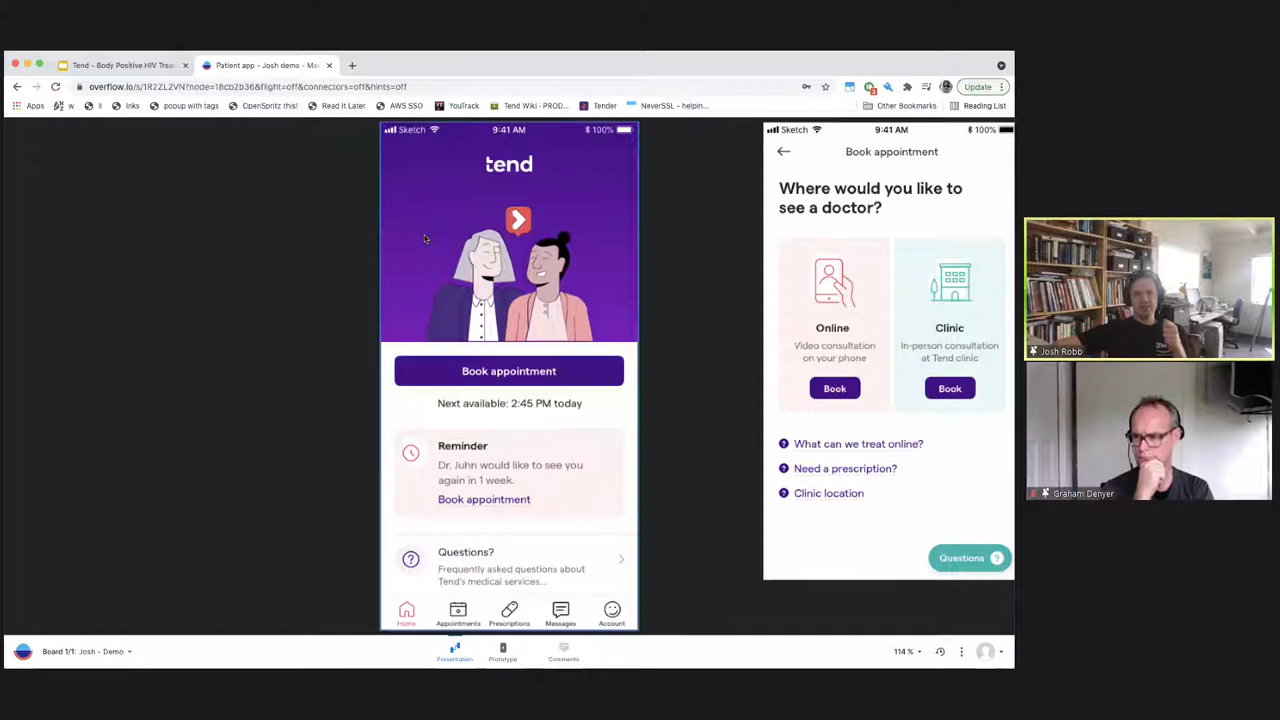 Tend – Body Positive HIV Treat
Patient app - Josh demo - Ma
overflow.io/s/1R2ZL2VN?node=18cb2b36&flight=off&connectors=off&hints=off
Update
Apps
w
Inks
popup with tags
OpenSpritz this!
Read It Later
AWS SSO
YouTrack
Tend Wiki - PROD...
Tender
NeverSSL - helpin...
Other Bookmarks
Reading List
Sketch
9:41 AM
100%
tend
Book appointment
Next available: 2:45 PM today
Reminder
Dr. Juhn would like to see you
again in 1 week.
Book appointment
Questions?
Frequently asked questions about
Tend's medical services...
Home
Appointments
Prescriptions
Messages
Account
Sketch
9:41 AM
100%
Book appointment
Where would you like to
see a doctor?
Online
Video consultation
on your phone
Book
Clinic
In-person consultation
at Tend clinic
Book
What can we treat online?
Need a prescription?
Clinic location
Questions
Josh Robb
Graham Denyer
Board 1/1: Josh - Demo
Presentation
Prototype
Comments
114 %